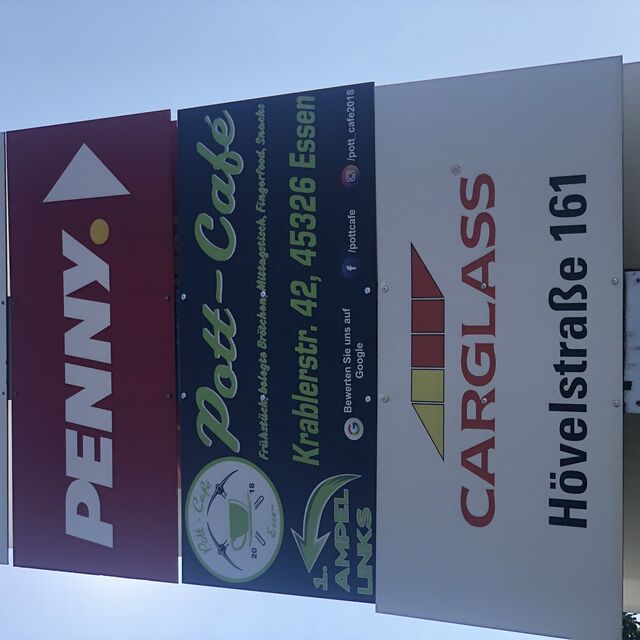 PENNY.
Pott-Café
Frühstück, belegte Brötchen, Mittagstisch, Fingerfood, Snacks
Krablerstr. 42, 45326 Essen
Pott-Café
20 18
Essen
1. AMPEL
LINKS
Bewerten Sie uns auf
Google
/pottcafe
/pott_cafe2018
CARGLASS®
Hövelstraße 161